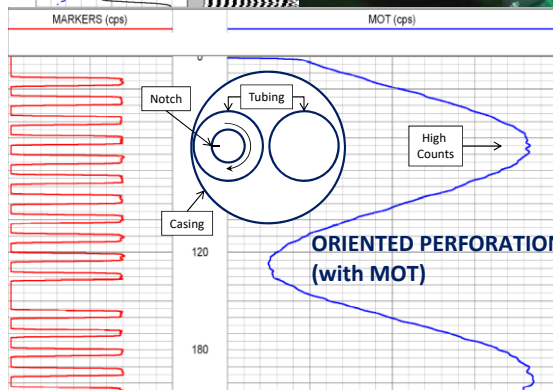 MARKERS (cps)
MOT (cps)
0
Notch
Tubing
High
Counts
Casing
ORIENTED PERFORATION
(with MOT)
120
180